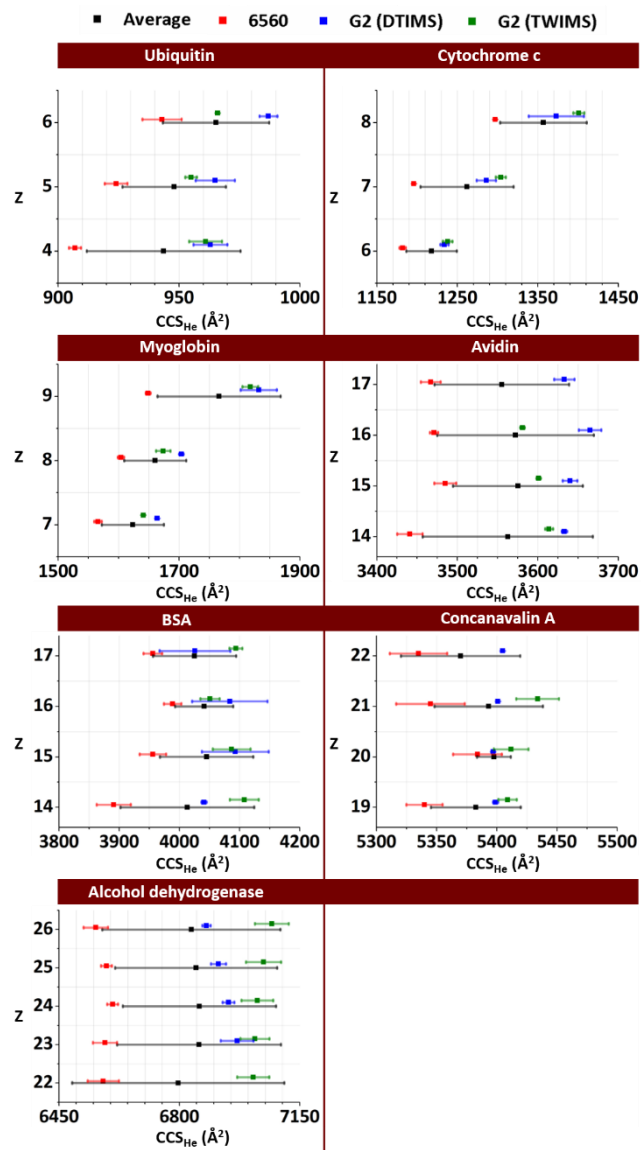 Average 6560 G2 (DTIMS) G2 (TWIMS)
Ubiquitin Cytochrome c
6
5
Z
4
900 950 1000
CCSHe (Å²)
8
7
Z
6
1150 1250 1350 1450
CCSHe (Å²)
Myoglobin Avidin
9
Z
8
7
1500 1700 1900
CCSHe (Å²)
17
Z
16
15
14
3400 3500 3600 3700
CCSHe (Å²)
BSA Concanavalin A
17
Z
16
15
14
3800 3900 4000 4100 4200
CCSHe (Å²)
22
Z
21
20
19
5300 5350 5400 5450 5500
CCSHe (Å²)
Alcohol dehydrogenase
26
25
Z
24
23
22
6450 6800 7150
CCSHe (Å²)